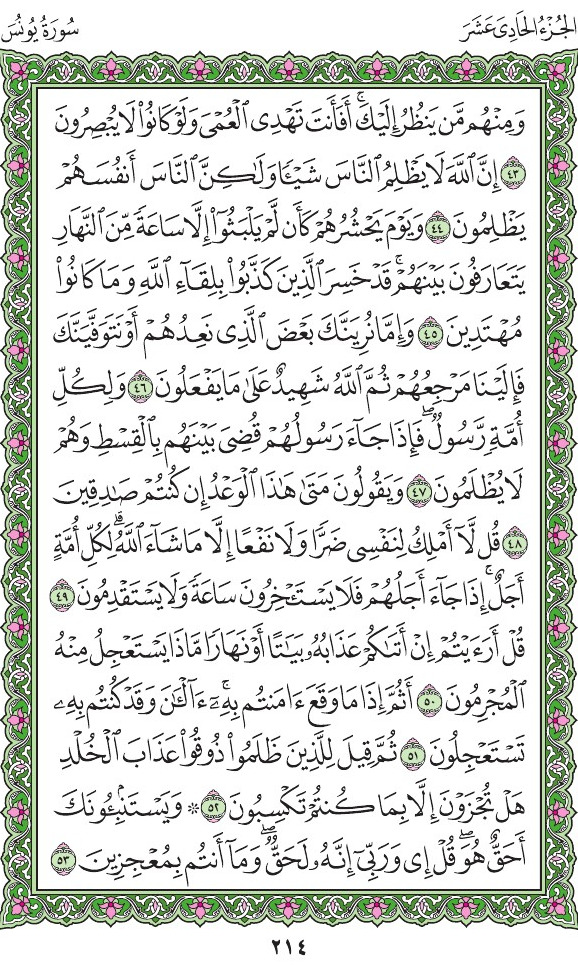 الجُزْءُ الحَادِىَ عَشَرَ
سُورَةُ يُونُسَ
وَمِنْهُم مَّن يَنظُرُ إِلَيْكَ ۚ أَفَأَنتَ تَهْدِى ٱلْعُمْىَ وَلَوْ كَانُوا۟ لَا يُبْصِرُونَ
٤٣ إِنَّ ٱللَّهَ لَا يَظْلِمُ ٱلنَّاسَ شَيْـًٔا وَلَـٰكِنَّ ٱلنَّاسَ أَنفُسَهُمْ
يَظْلِمُونَ ٤٤ وَيَوْمَ يَحْشُرُهُمْ كَأَن لَّمْ يَلْبَثُوٓا۟ إِلَّا سَاعَةً مِّنَ ٱلنَّهَارِ
يَتَعَارَفُونَ بَيْنَهُمْ ۚ قَدْ خَسِرَ ٱلَّذِينَ كَذَّبُوا۟ بِلِقَآءِ ٱللَّهِ وَمَا كَانُوا۟
مُهْتَدِينَ ٤٥ وَإِمَّا نُرِيَنَّكَ بَعْضَ ٱلَّذِى نَعِدُهُمْ أَوْ نَتَوَفَّيَنَّكَ
فَإِلَيْنَا مَرْجِعُهُمْ ثُمَّ ٱللَّهُ شَهِيدٌ عَلَىٰ مَا يَفْعَلُونَ ٤٦ وَلِكُلِّ
أُمَّةٍ رَّسُولٌ ۖ فَإِذَا جَآءَ رَسُولُهُمْ قُضِىَ بَيْنَهُم بِٱلْقِسْطِ وَهُمْ
لَا يُظْلَمُونَ ٤٧ وَيَقُولُونَ مَتَىٰ هَـٰذَا ٱلْوَعْدُ إِن كُنتُمْ صَـٰدِقِينَ
٤٨ قُل لَّآ أَمْلِكُ لِنَفْسِى ضَرًّا وَلَا نَفْعًا إِلَّا مَا شَآءَ ٱللَّهُ ۗ لِكُلِّ أُمَّةٍ
أَجَلٌ ۚ إِذَا جَآءَ أَجَلُهُمْ فَلَا يَسْتَـْٔخِرُونَ سَاعَةً وَلَا يَسْتَقْدِمُونَ ٤٩
قُلْ أَرَءَيْتُمْ إِنْ أَتَىٰكُمْ عَذَابُهُۥ بَيَـٰتًا أَوْ نَهَارًا مَّاذَا يَسْتَعْجِلُ مِنْهُ
ٱلْمُجْرِمُونَ ٥٠ أَثُمَّ إِذَا مَا وَقَعَ ءَامَنتُم بِهِۦٓ ۚ ءَآلْـَٔـٰنَ وَقَدْ كُنتُم بِهِۦ
تَسْتَعْجِلُونَ ٥١ ثُمَّ قِيلَ لِلَّذِينَ ظَلَمُوا۟ ذُوقُوا۟ عَذَابَ ٱلْخُلْدِ
هَلْ تُجْزَوْنَ إِلَّا بِمَا كُنتُمْ تَكْسِبُونَ ٥٢ * وَيَسْتَنۢبِـُٔونَكَ
أَحَقٌّ هُوَ ۖ قُلْ إِى وَرَبِّىٓ إِنَّهُۥ لَحَقٌّ ۖ وَمَآ أَنتُم بِمُعْجِزِينَ ٥٣
٢١٤